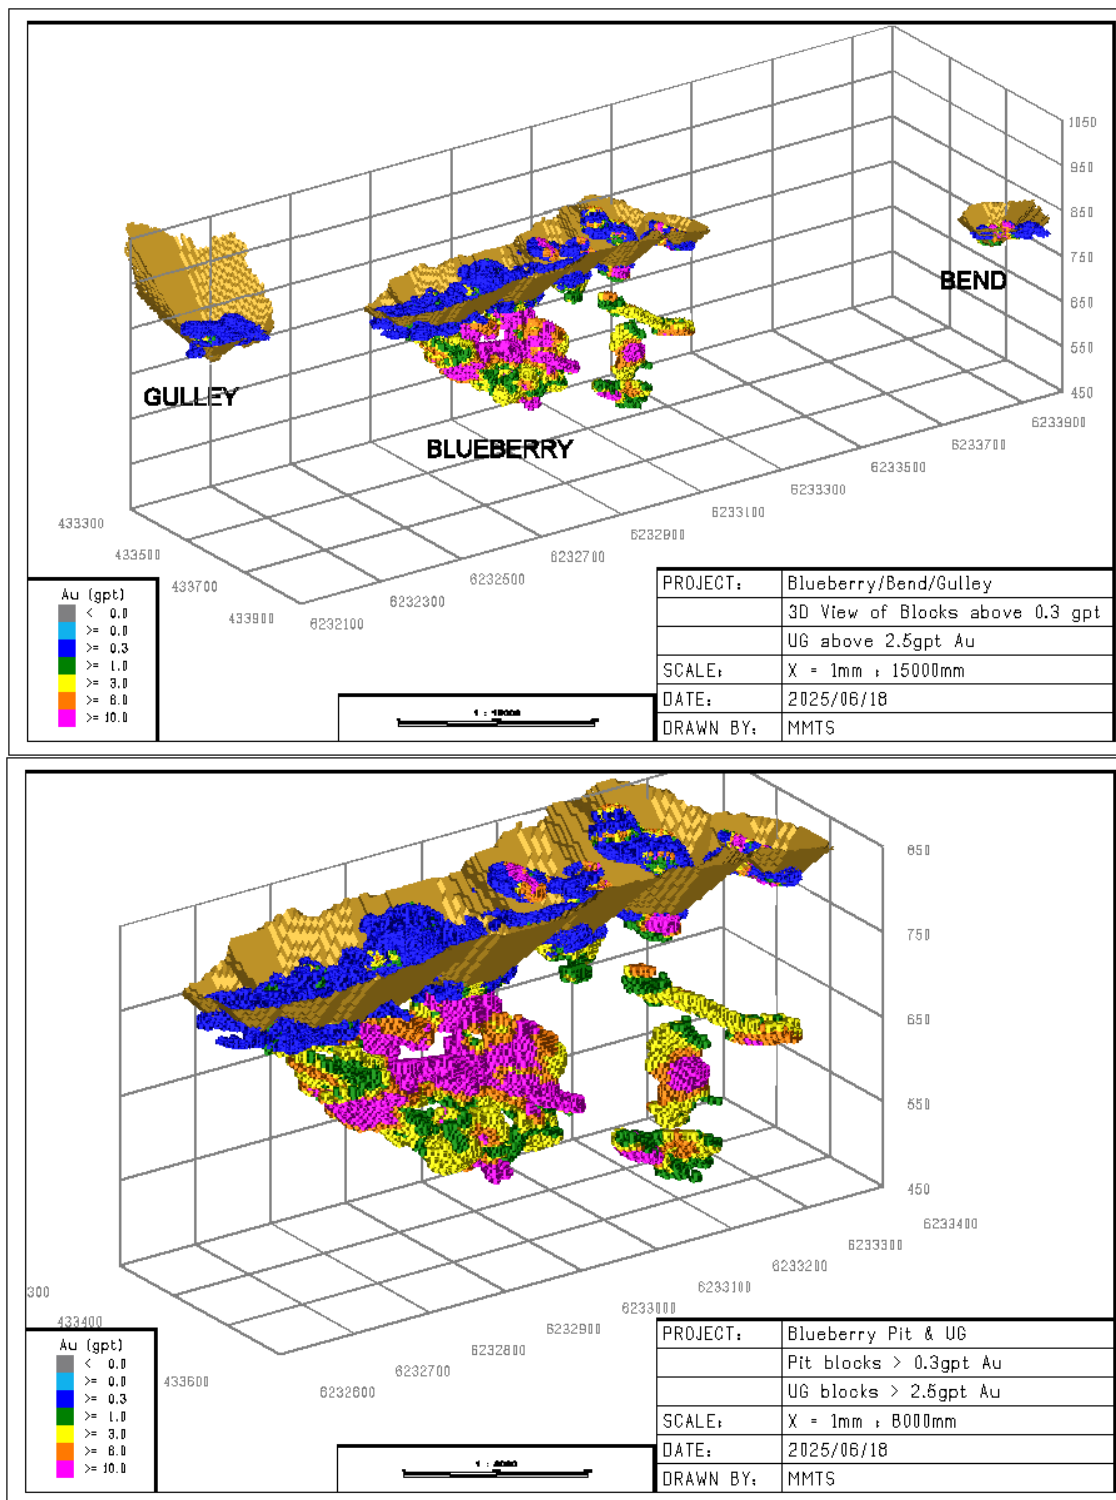 1050
950
850
750
650
550
450
BEND
GULLEY
BLUEBERRY
6233900
6233700
6233500
6233300
6233100
6232900
6232700
6232500
6232300
6232100
433300
433500
433700
433900
Au (gpt)
< 0.0
>= 0.0
>= 0.3
>= 1.0
>= 3.0
>= 6.0
>= 10.0
1 : 15000
PROJECT: Blueberry/Bend/Gulley
3D View of Blocks above 0.3 gpt
UG above 2.5gpt Au
SCALE: X = 1mm : 15000mm
DATE: 2025/06/18
DRAWN BY: MMTS
850
750
650
550
450
6233400
6233300
6233200
6233100
6233000
6232900
6232800
6232700
6232600
300
433400
433600
Au (gpt)
< 0.0
>= 0.0
>= 0.3
>= 1.0
>= 3.0
>= 6.0
>= 10.0
1 : 8000
PROJECT: Blueberry Pit & UG
Pit blocks > 0.3gpt Au
UG blocks > 2.5gpt Au
SCALE: X = 1mm : 8000mm
DATE: 2025/06/18
DRAWN BY: MMTS